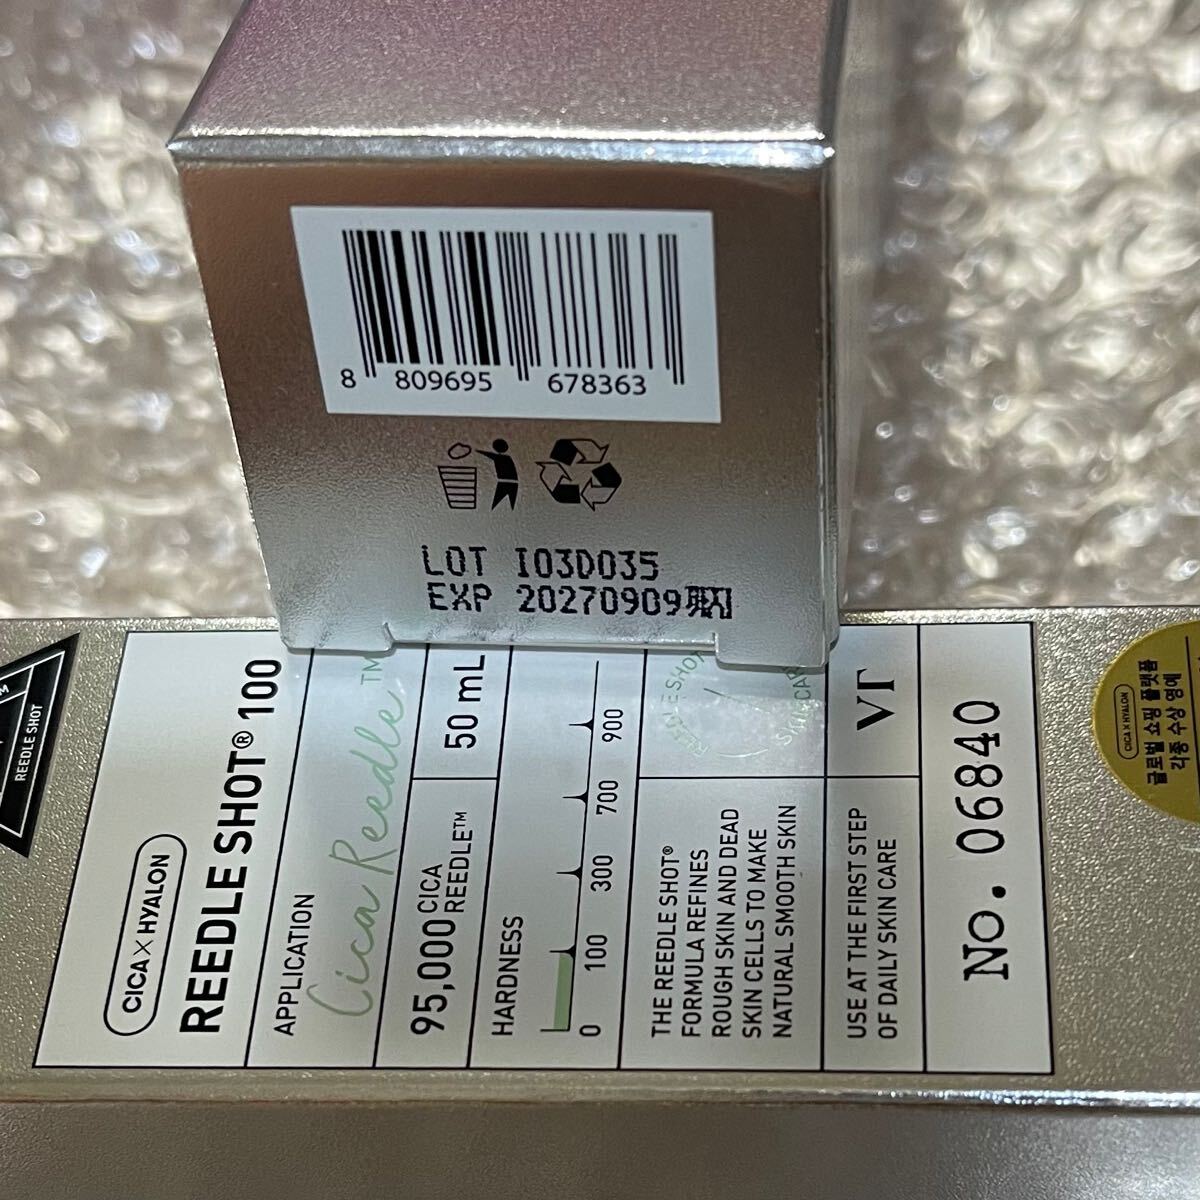 8 809695 678363
LOT I03D035
EXP 20270909까지
REEDLE SHOT
CICA X HYALON
REEDLE SHOT® 100
APPLICATION
Cica Reedle™
95,000 CICA
REEDLE™
50 mL
HARDNESS
0 100 300 700 900
THE REEDLE SHOT®
FORMULA REFINES
ROUGH SKIN AND DEAD
SKIN CELLS TO MAKE
NATURAL SMOOTH SKIN
REEDLE SHOT
USE AT THE FIRST STEP
OF DAILY SKIN CARE
VT
No. 06840
CICA X HYALON
글로벌 쇼핑 플랫폼
각종 수상 영예